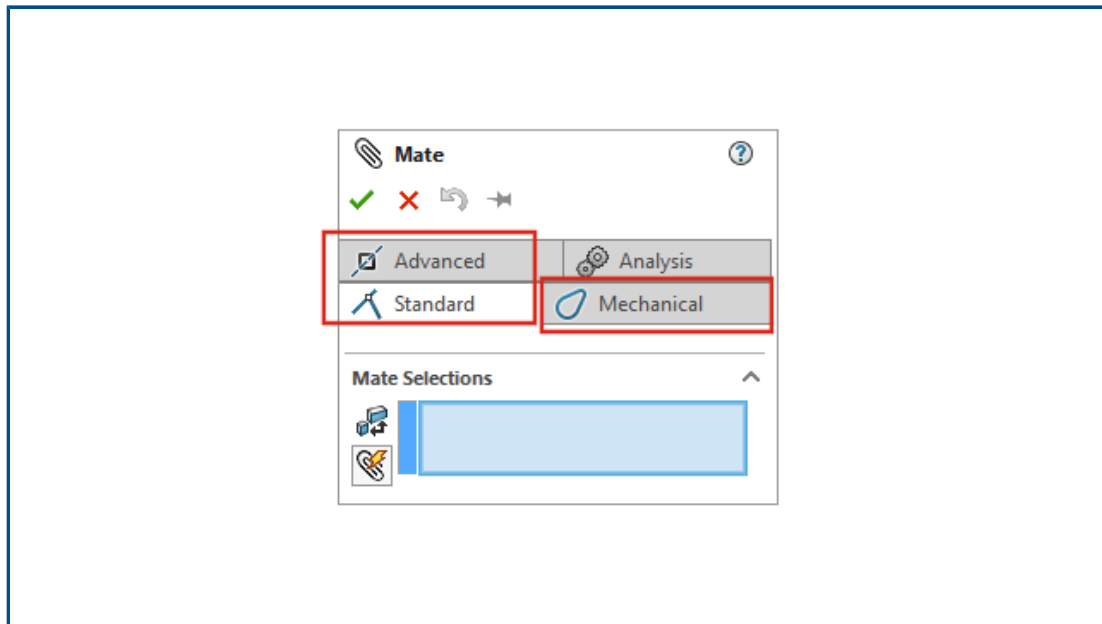 Mate
Advanced Analysis
Standard Mechanical
Mate Selections